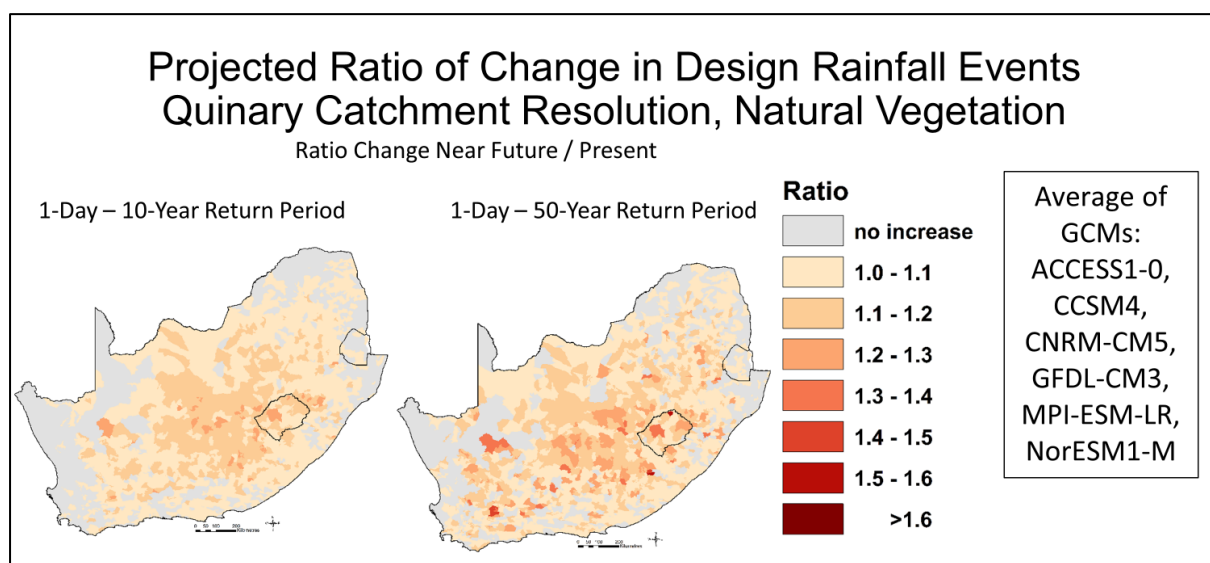 Projected Ratio of Change in Design Rainfall Events
Quinary Catchment Resolution, Natural Vegetation
Ratio Change Near Future / Present
1-Day – 10-Year Return Period
1-Day – 50-Year Return Period
Ratio
no increase
1.0 - 1.1
1.1 - 1.2
1.2 - 1.3
1.3 - 1.4
1.4 - 1.5
1.5 - 1.6
>1.6
Average of
GCMs:
ACCESS1-0,
CCSM4,
CNRM-CM5,
GFDL-CM3,
MPI-ESM-LR,
NorESM1-M